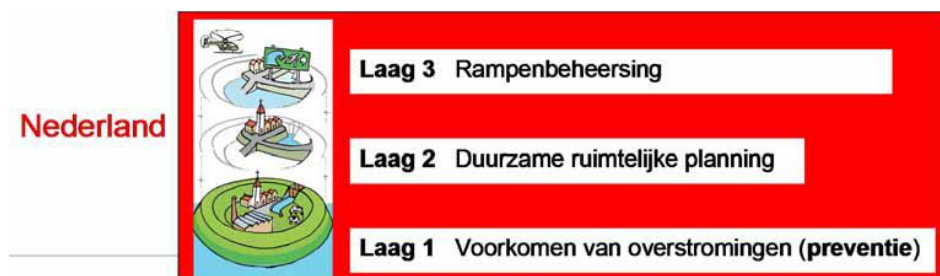 Nederland
Laag 3 Rampenbeheersing
Laag 2 Duurzame ruimtelijke planning
Laag 1 Voorkomen van overstromingen (preventie)